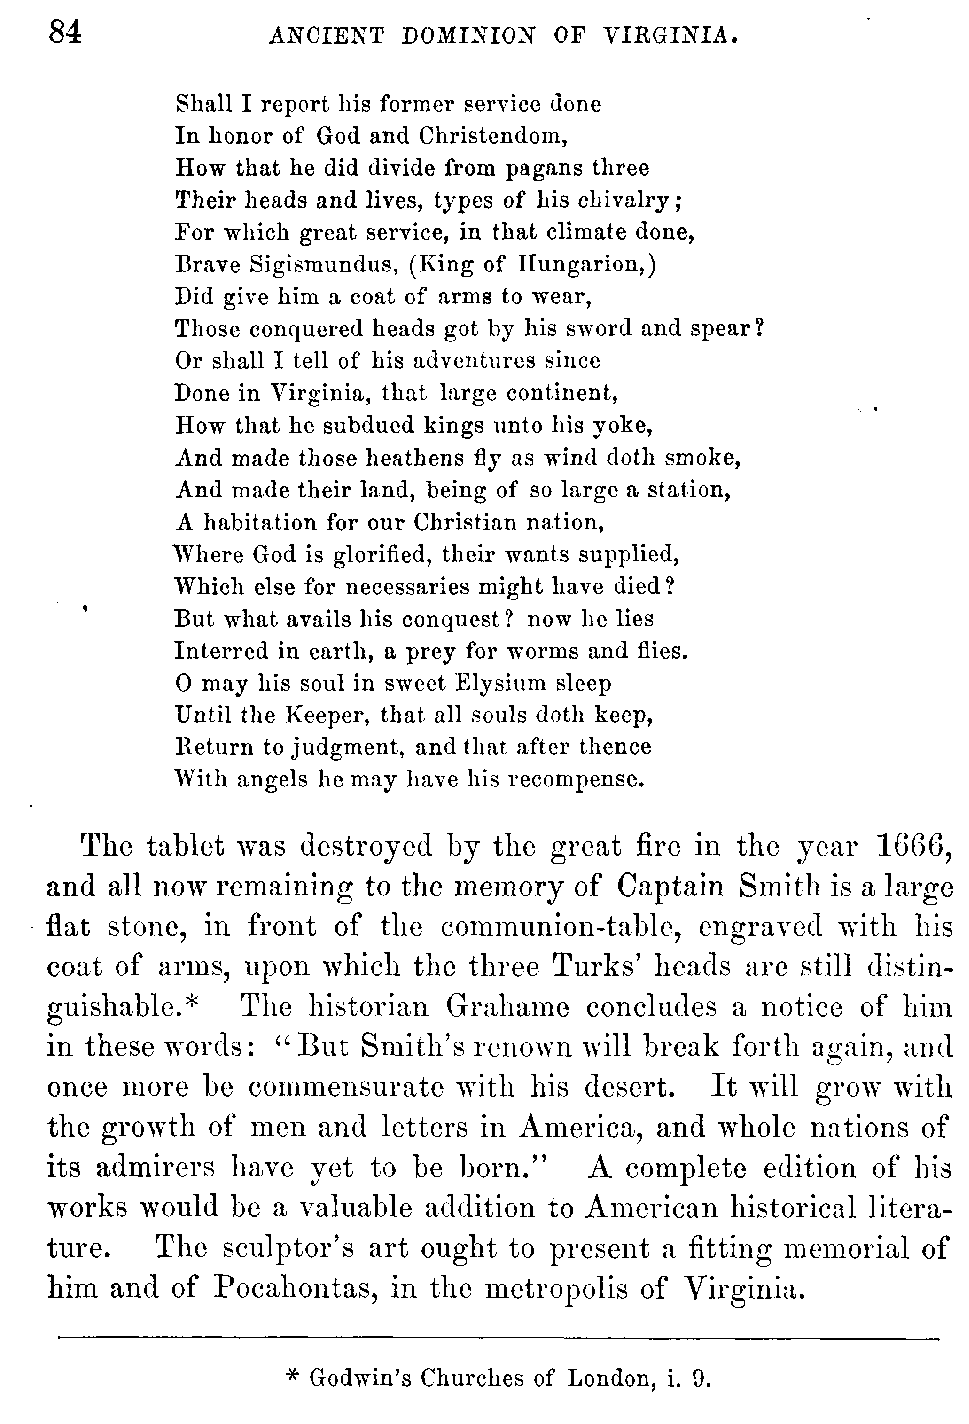 84 ANCIENT DOMINION OF VIRGINIA.
Shall I report his former service done
In honor of God and Christendom,
How that he did divide from pagans three
Their heads and lives, types of his chivalry;
For which great service, in that climate done,
Brave Sigismundus, (King of Hungarion,)
Did give him a coat of arms to wear,
Those conquered heads got by his sword and spear?
Or shall I tell of his adventures since
Done in Virginia, that large continent,
How that he subdued kings unto his yoke,
And made those heathens fly as wind doth smoke,
And made their land, being of so large a station,
A habitation for our Christian nation,
Where God is glorified, their wants supplied,
Which else for necessaries might have died?
But what avails his conquest? now he lies
Interred in earth, a prey for worms and flies.
O may his soul in sweet Elysium sleep
Until the Keeper, that all souls doth keep,
Return to judgment, and that after thence
With angels he may have his recompense.
The tablet was destroyed by the great fire in the year 1666,
and all now remaining to the memory of Captain Smith is a large
flat stone, in front of the communion-table, engraved with his
coat of arms, upon which the three Turks' heads are still distin-
guishable.* The historian Grahame concludes a notice of him
in these words: "But Smith's renown will break forth again, and
once more be commensurate with his desert. It will grow with
the growth of men and letters in America, and whole nations of
its admirers have yet to be born." A complete edition of his
works would be a valuable addition to American historical litera-
ture. The sculptor's art ought to present a fitting memorial of
him and of Pocahontas, in the metropolis of Virginia.
* Godwin's Churches of London, i. 9.